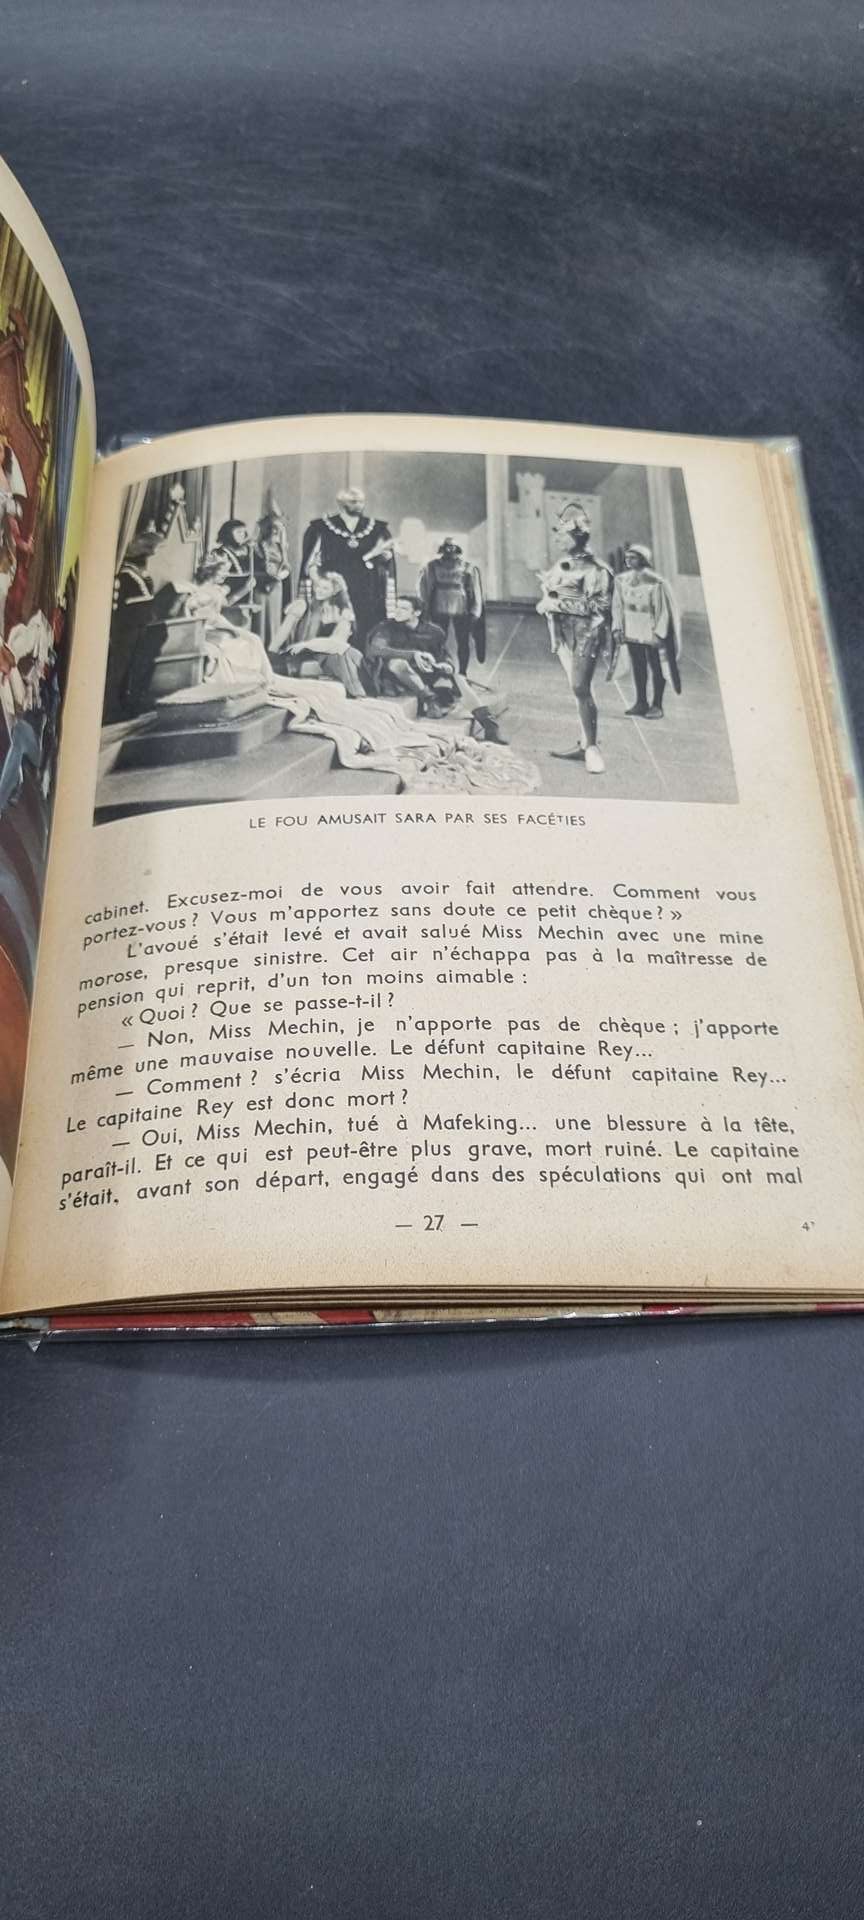 LE FOU AMUSAIT SARA PAR SES FACÉTIES
cabinet. Excusez-moi de vous avoir fait attendre. Comment vous
portez-vous ? Vous m'apportez sans doute ce petit chèque ? »
L'avoué s'était levé et avait salué Miss Mechin avec une mine
morose, presque sinistre. Cet air n'échappa pas à la maîtresse de
pension qui reprit, d'un ton moins aimable :
« Quoi ? Que se passe-t-il ?
— Non, Miss Mechin, je n'apporte pas de chèque ; j'apporte
même une mauvaise nouvelle. Le défunt capitaine Rey...
— Comment ? s'écria Miss Mechin, le défunt capitaine Rey...
Le capitaine Rey est donc mort ?
— Oui, Miss Mechin, tué à Mafeking... une blessure à la tête,
paraît-il. Et ce qui est peut-être plus grave, mort ruiné. Le capitaine
s'était, avant son départ, engagé dans des spéculations qui ont mal
— 27 —